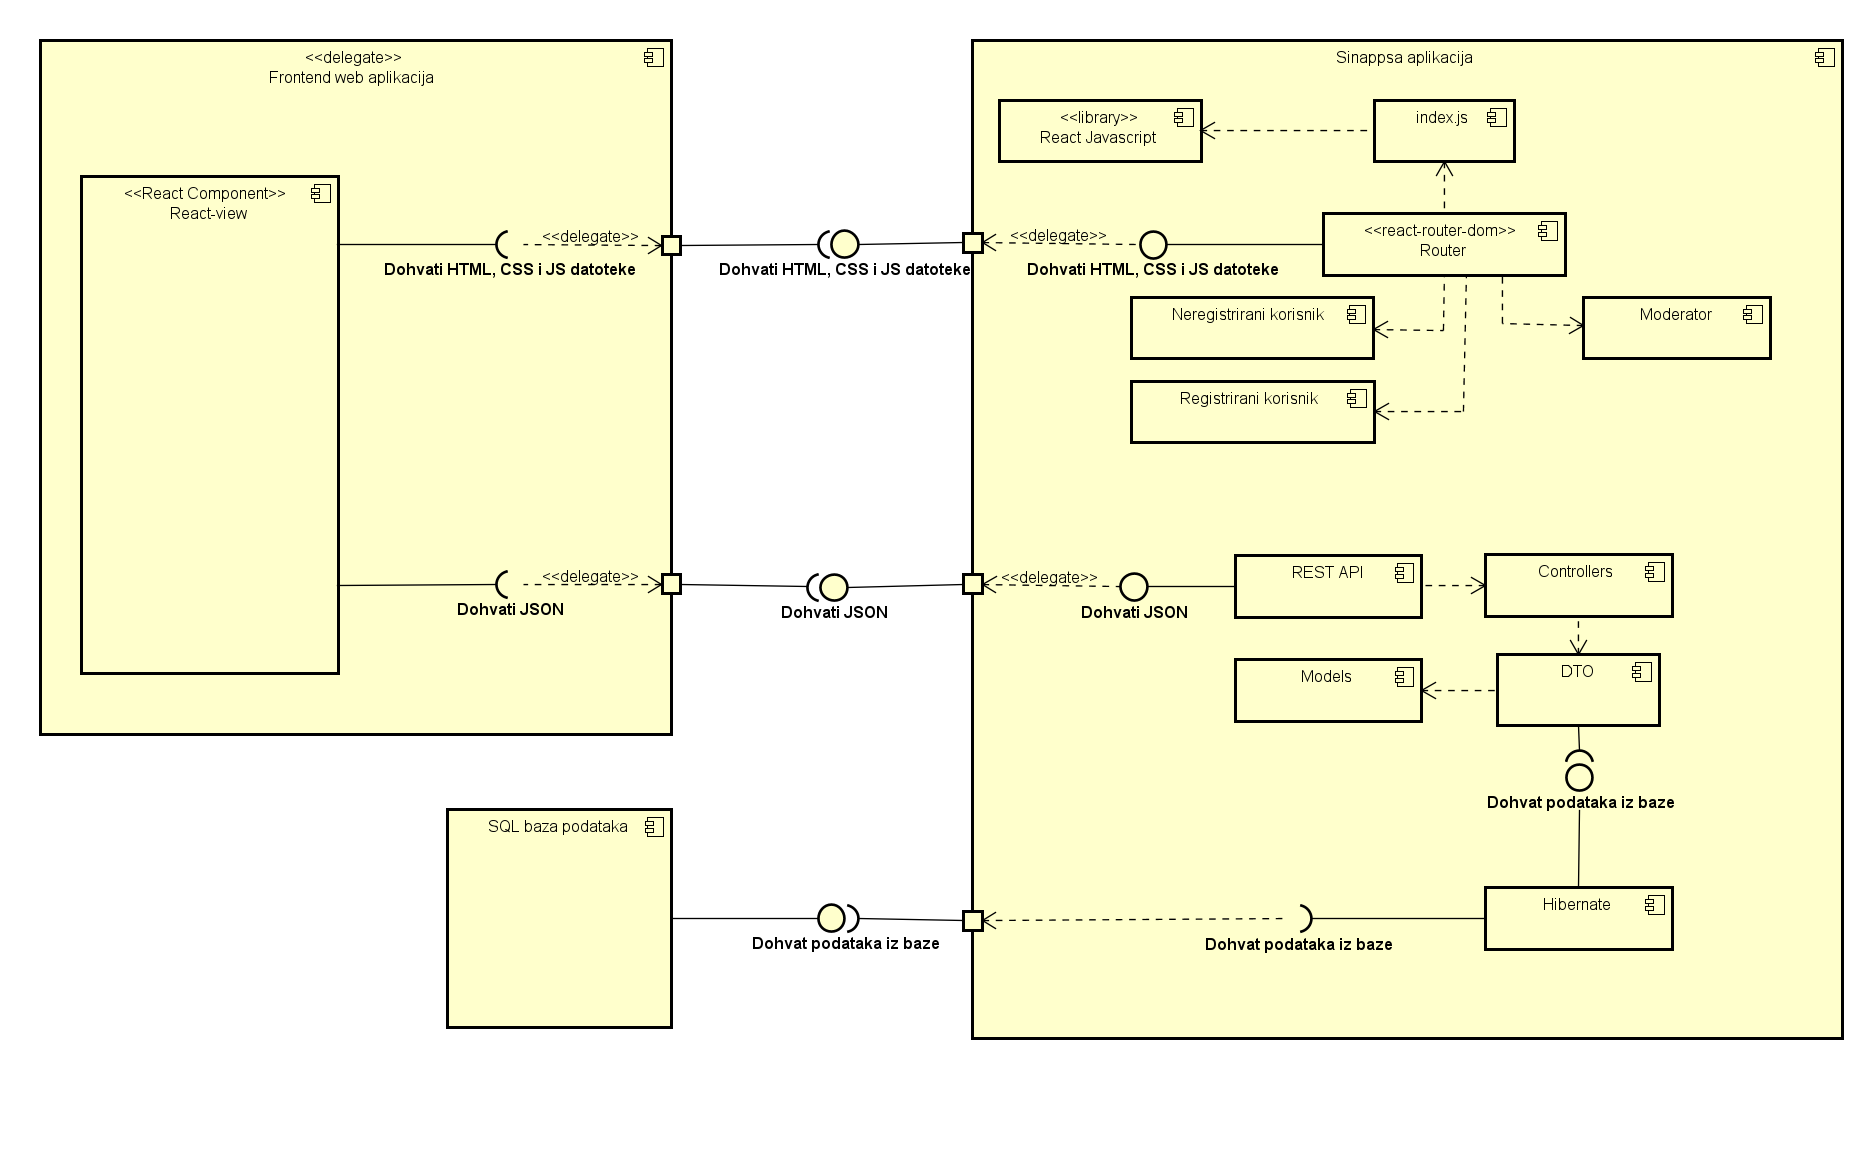 <<delegate>>
Frontend web aplikacija
<<React Component>>
React-view
<<delegate>>
Dohvati HTML, CSS i JS datoteke
<<delegate>>
Dohvati JSON
Dohvati HTML, CSS i JS datoteke
Dohvati JSON
SQL baza podataka
Dohvat podataka iz baze
Sinappsa aplikacija
<<library>>
React Javascript
index.js
<<delegate>>
Dohvati HTML, CSS i JS datoteke
<<react-router-dom>>
Router
Neregistrirani korisnik
Moderator
Registrirani korisnik
<<delegate>>
Dohvati JSON
REST API
Controllers
Models
DTO
Dohvat podataka iz baze
Hibernate
Dohvat podataka iz baze